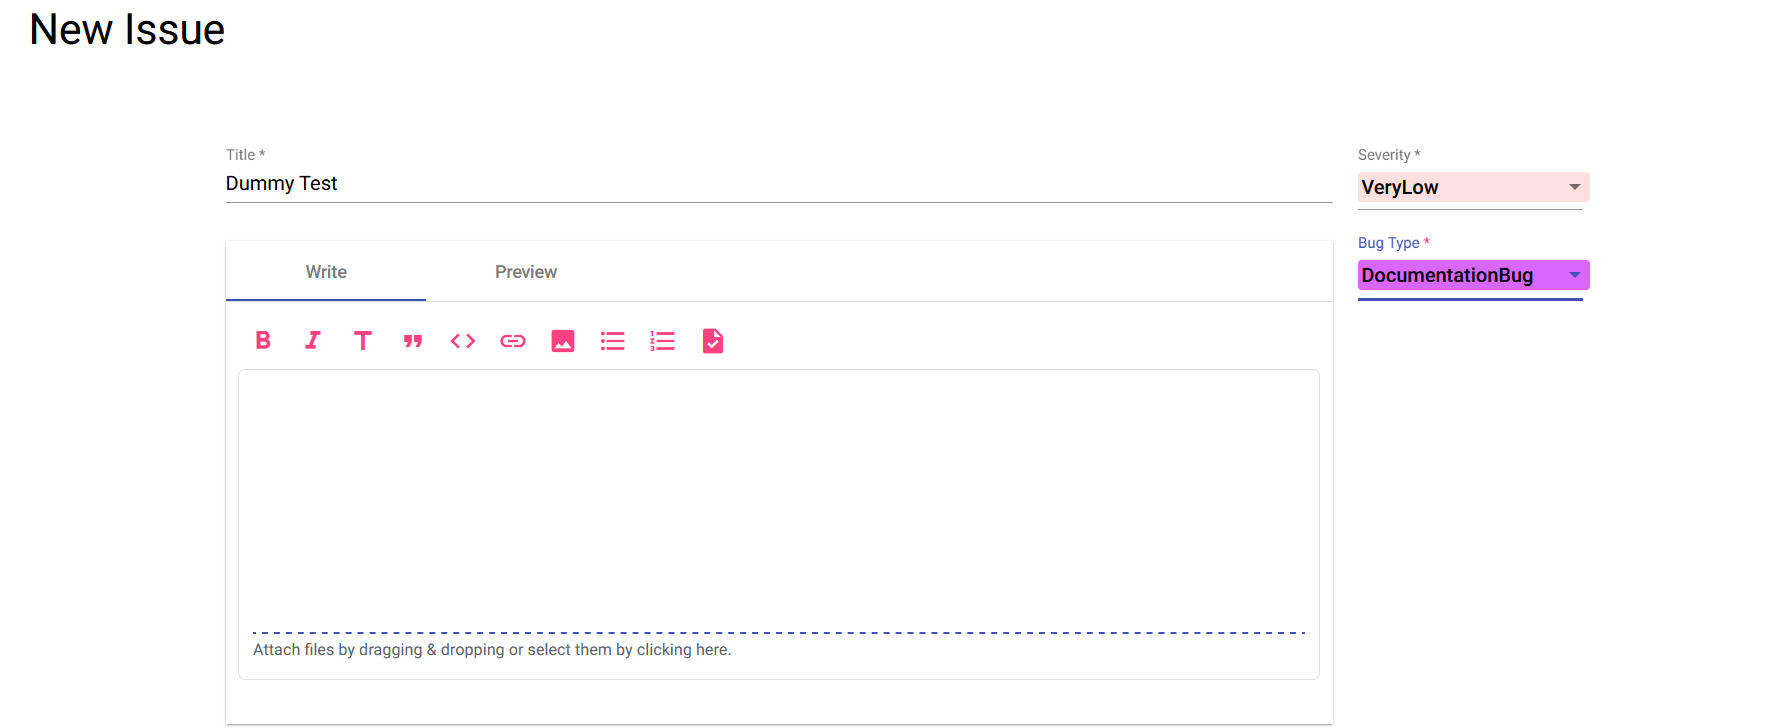 New Issue
Title *
Dummy Test
Severity *
VeryLow
Bug Type *
DocumentationBug
Write
Preview
Attach files by dragging & dropping or select them by clicking here.